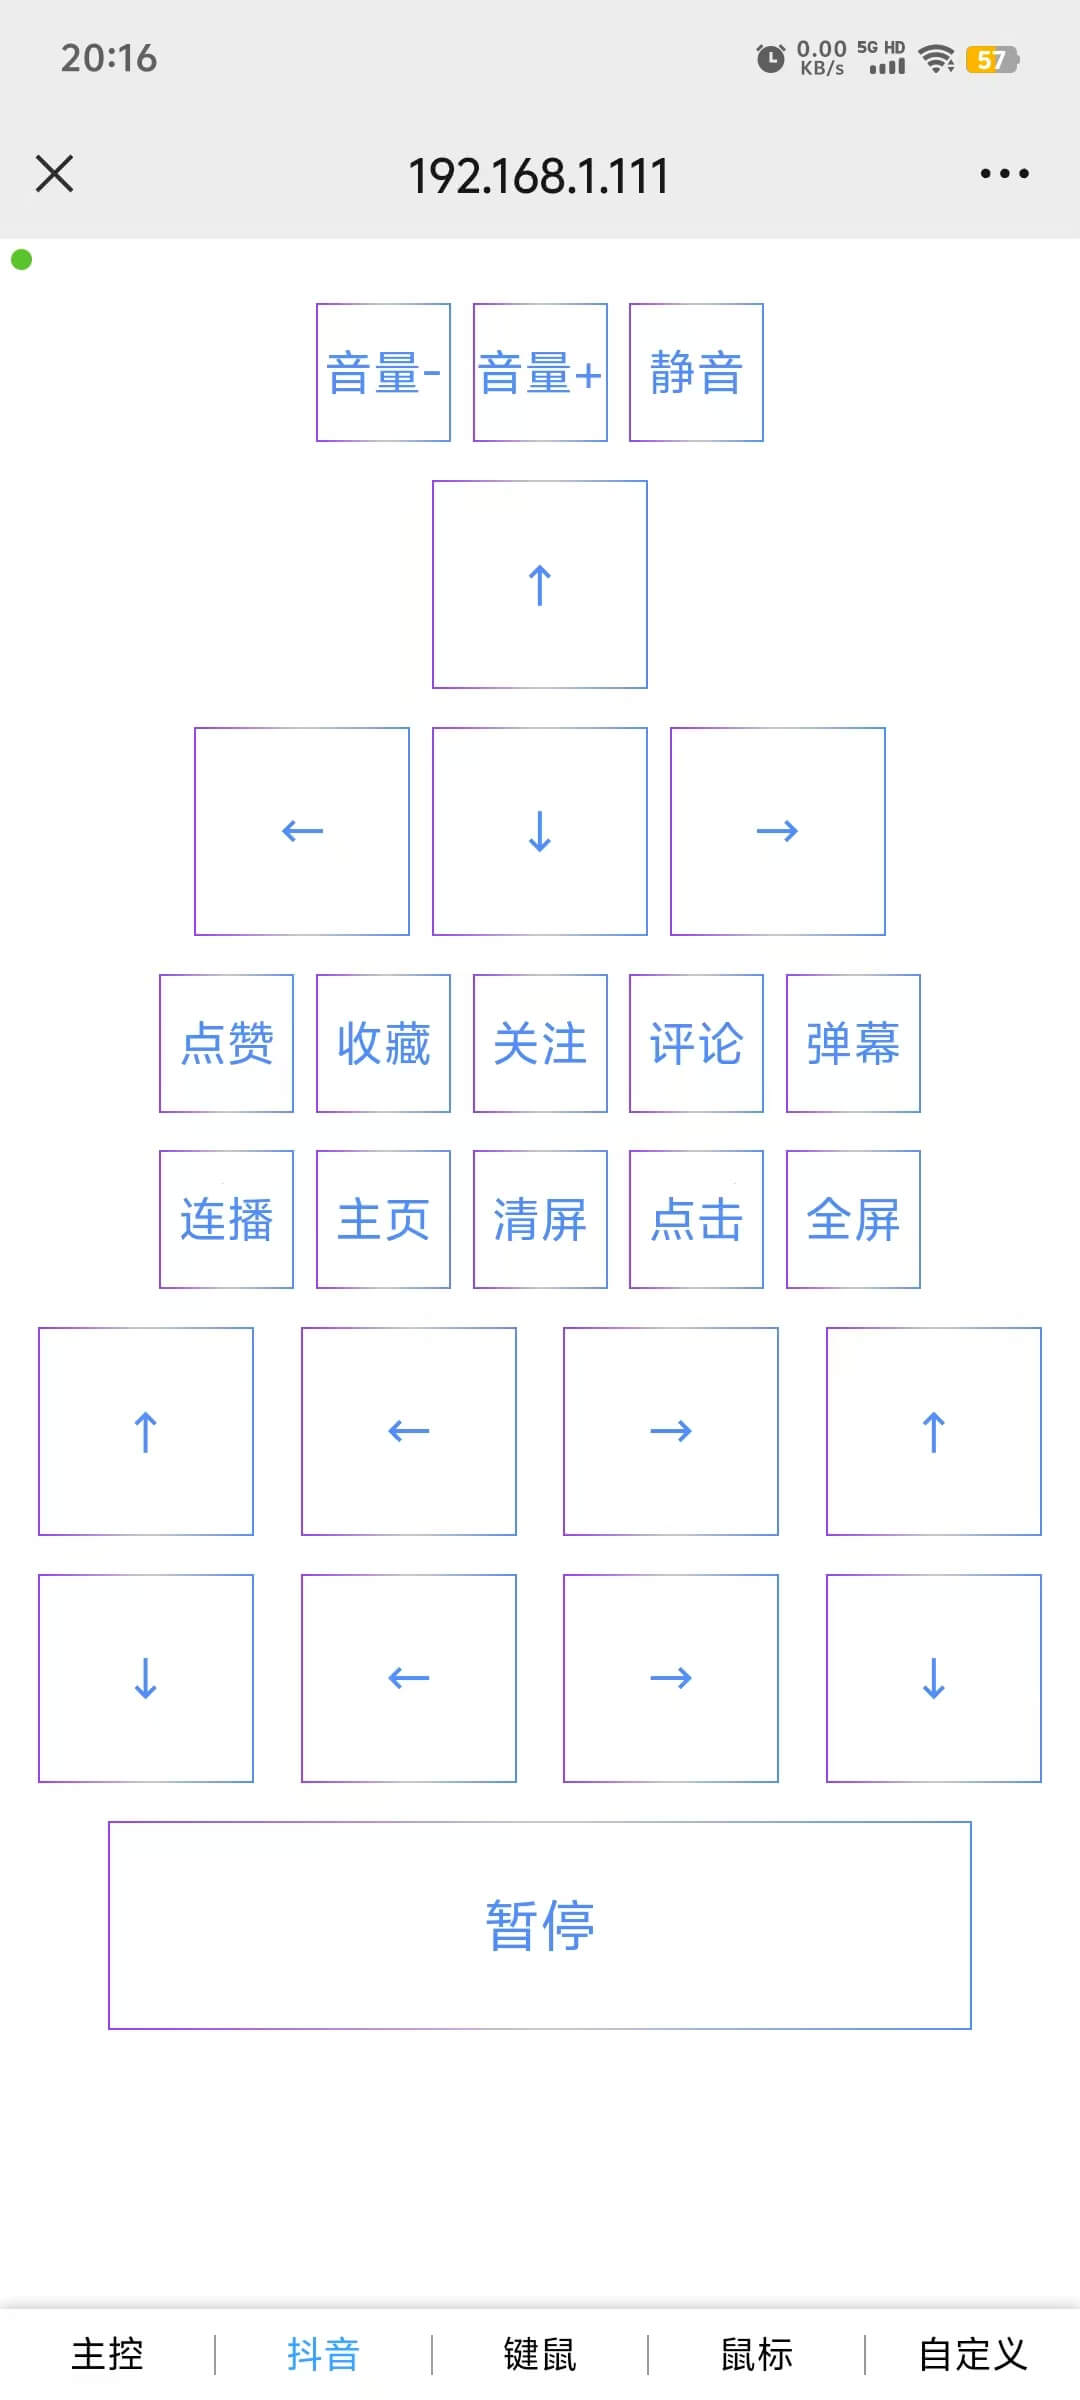 20:16 0.00 KB/s 5G HD 57
192.168.1.111
音量- 音量+ 静音
↑
← ↓ →
点赞 收藏 关注 评论 弹幕
连播 主页 清屏 点击 全屏
↑ ← → ↑
↓ ← → ↓
暂停
主控 抖音 键鼠 鼠标 自定义